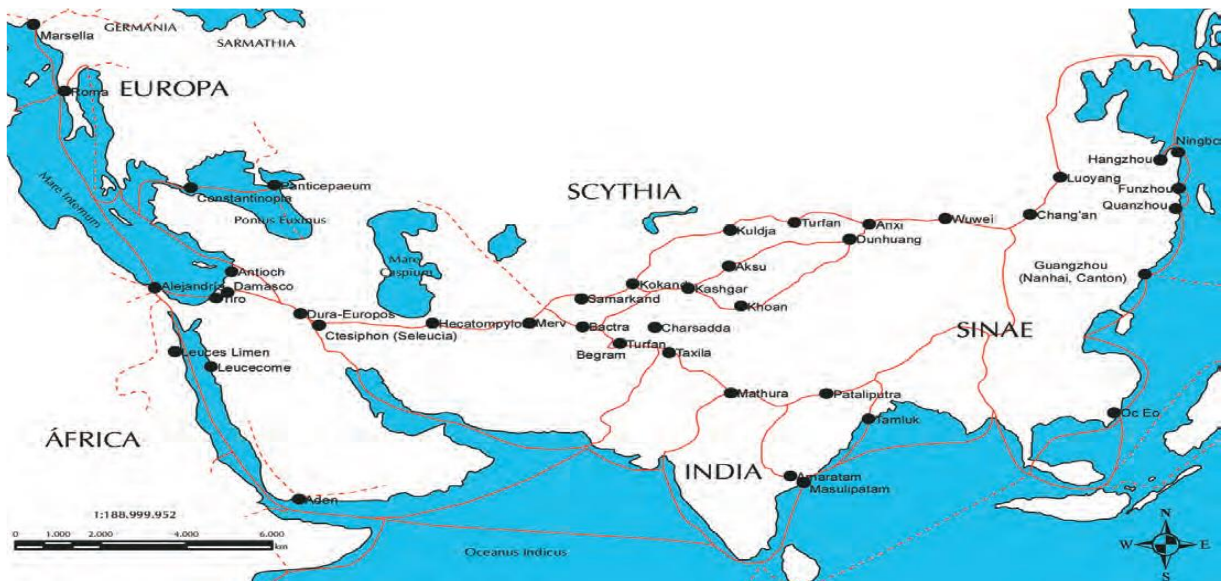 GERMANIA
Marsella
SARMATHIA
EUROPA
Roma
Ningbo
Hangzhou
Mare Internum
Panticepaeum
Constantinopla
SCYTHIA
Luoyang
Funzhou
Quanzhou
Pontus Euxinus
Turfan
Wuwei
Chang'an
Kuldja
Anxi
Dunhuang
Mare
Caspium
Antioch
Aksu
Guangzhou
(Nanhai, Canton)
Alejandria
Damasco
Tiro
Kokand
Kashgar
Samarkand
Khoan
Dura-Europos
Ctesiphon (Seleucia)
Hecatompylo
Merv
Bactra
Charsadda
SINAE
Begram
Turfan
Taxila
Leuces Limen
Leucecome
Mathura
Pataliputra
Oc Eo
Tamluk
ÁFRICA
INDIA
Amaratam
Masulipatam
Aden
1:188.999.952
0 1.000 2.000 4.000 6.000
km
Oceanus Indicus
N
W E
S